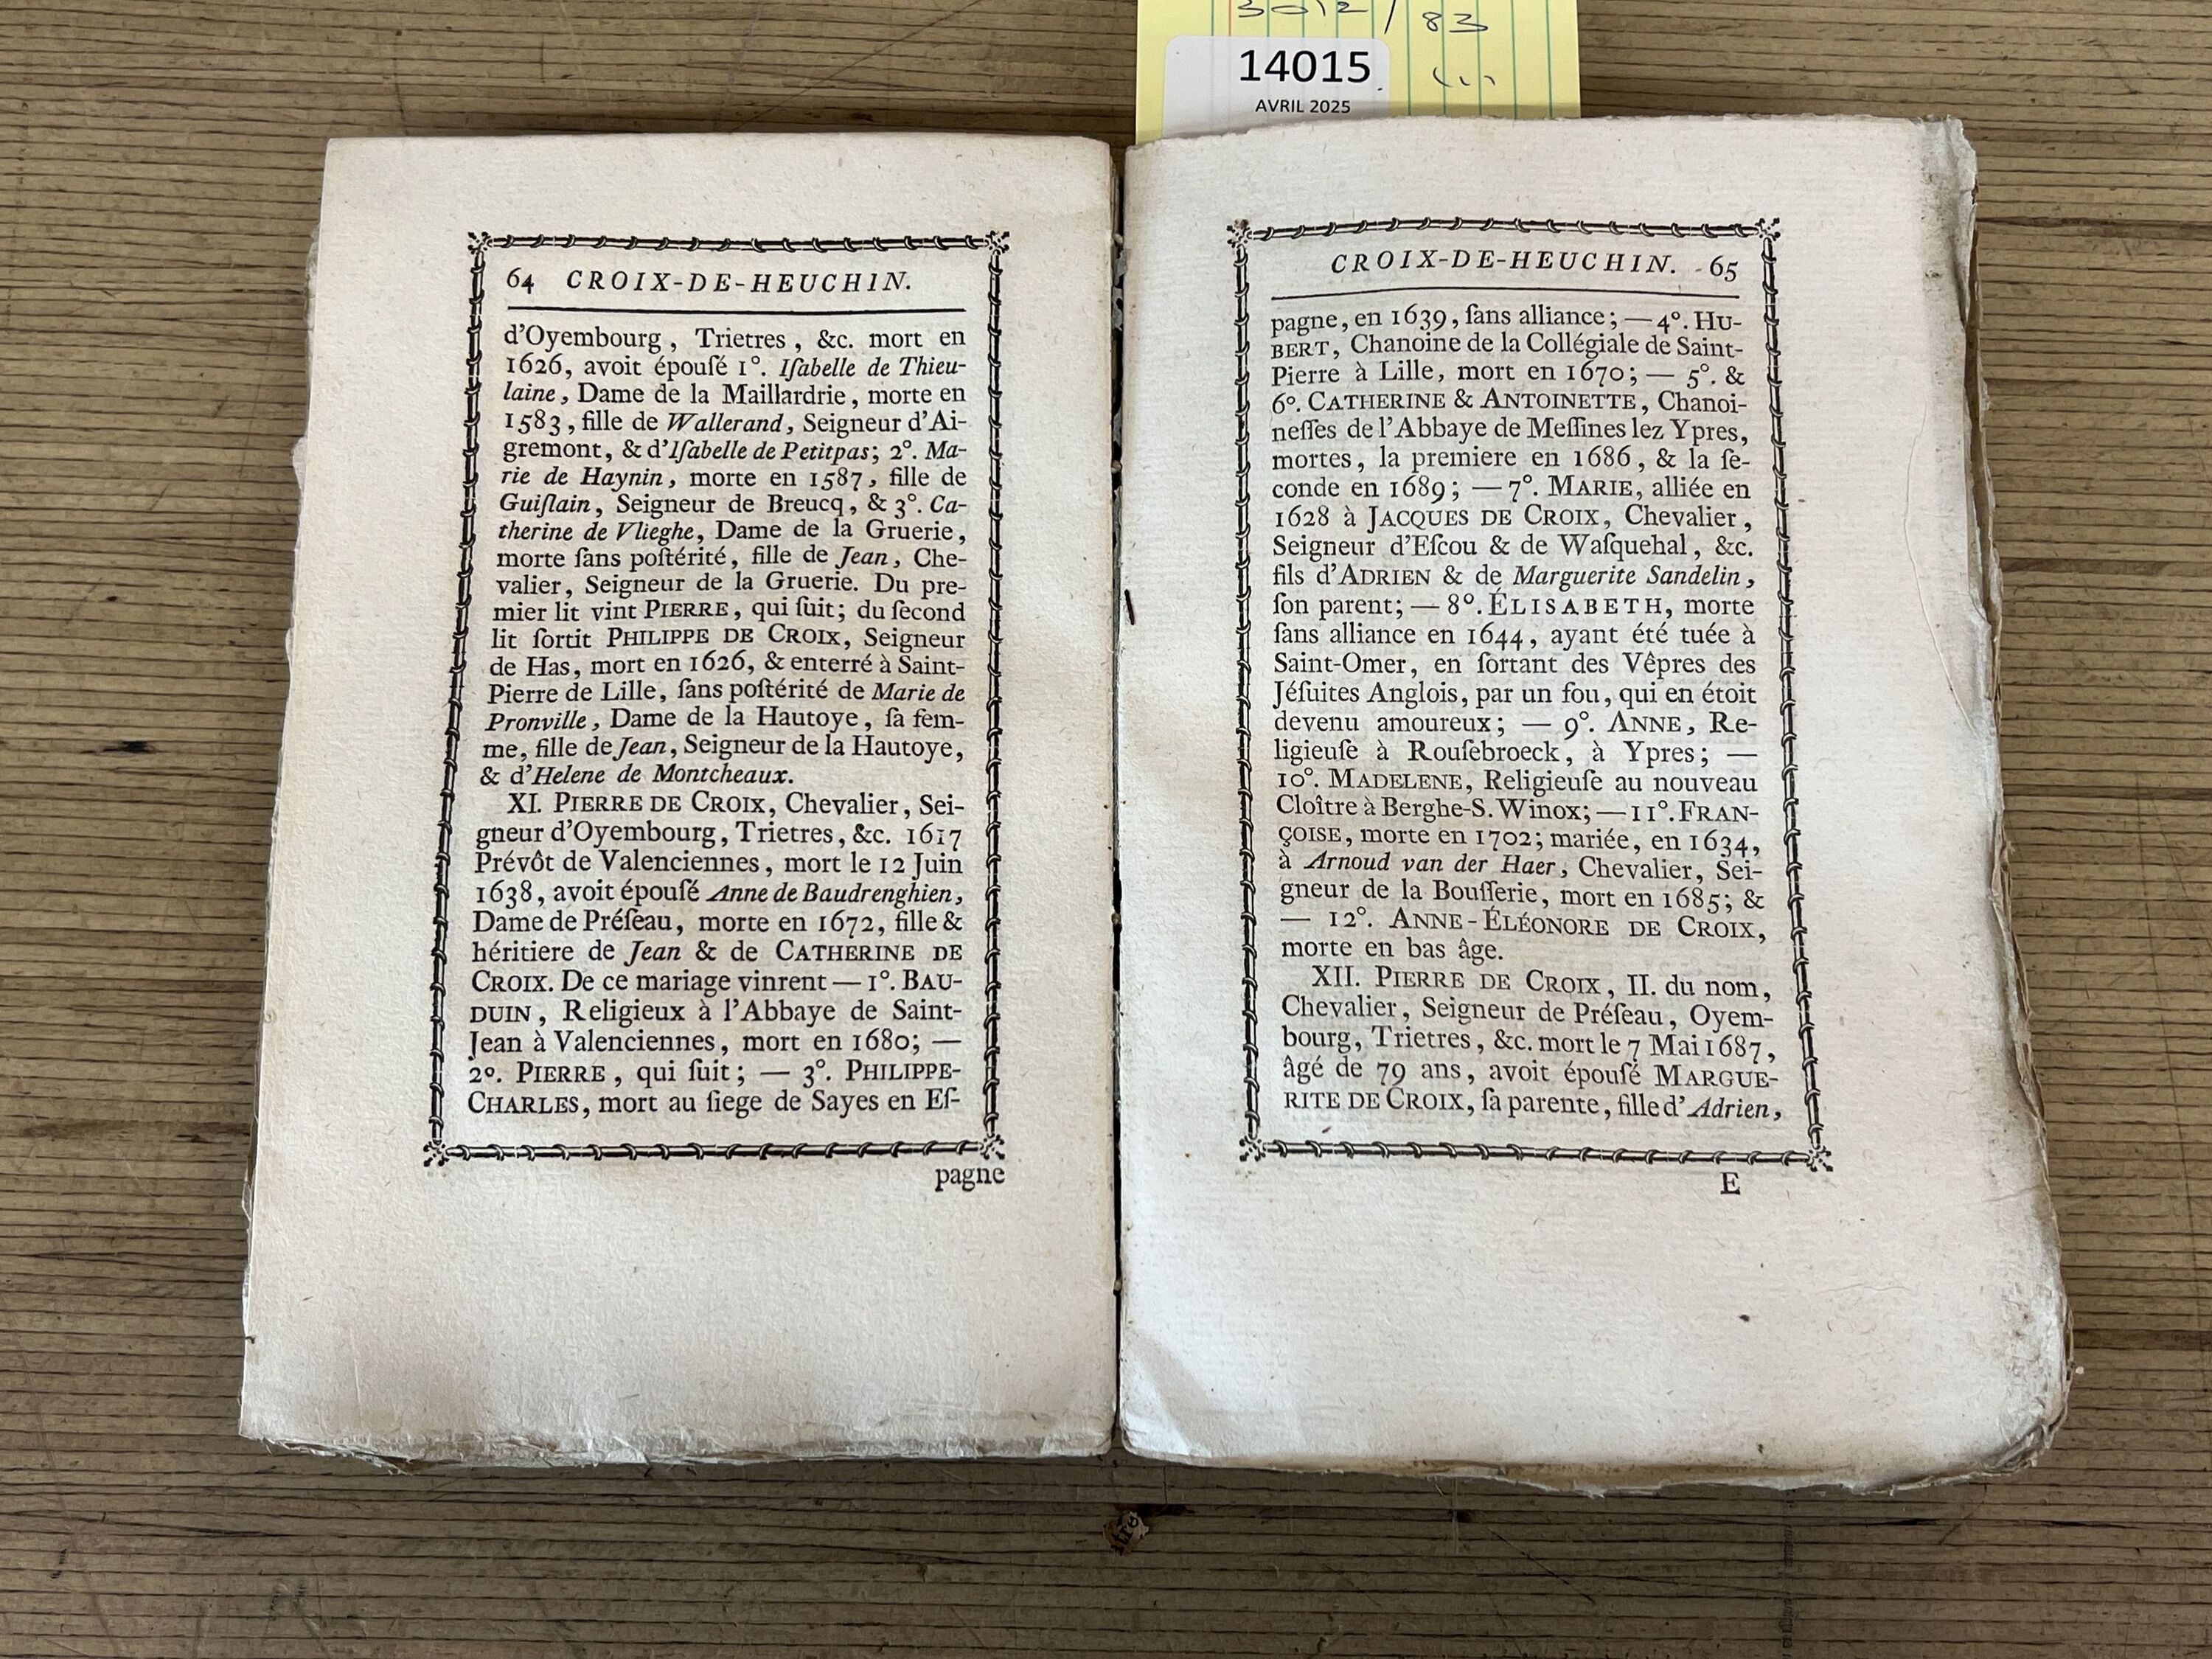 3012 / 83
14015
AVRIL 2025
64 CROIX-DE-HEUCHIN.
d'Oyembourg, Trietres, &c. mort en
1626, avoit épouſé 1°. Iſabelle de Thieu-
laine, Dame de la Maillardrie, morte en
1583, fille de Wallerand, Seigneur d'Ai-
gremont, & d'Iſabelle de Petitpas; 2°. Ma-
rie de Haynin, morte en 1587, fille de
Guiſlain, Seigneur de Breucq, & 3°. Ca-
therine de Vlieghe, Dame de la Gruerie,
morte ſans poſtérité, fille de Jean, Che-
valier, Seigneur de la Gruerie. Du pre-
mier lit vint PIERRE, qui ſuit; du ſecond
lit ſortit PHILIPPE DE CROIX, Seigneur
de Has, mort en 1626, & enterré à Saint-
Pierre de Lille, ſans poſtérité de Marie de
Pronville, Dame de la Hautoye, ſa fem-
me, fille de Jean, Seigneur de la Hautoye,
& d'Helene de Montcheaux.
XI. PIERRE DE CROIX, Chevalier, Sei-
gneur d'Oyembourg, Trietres, &c. 1617
Prévôt de Valenciennes, mort le 12 Juin
1638, avoit épouſé Anne de Baudrenghien,
Dame de Préſeau, morte en 1672, fille &
héritiere de Jean & de CATHERINE DE
CROIX. De ce mariage vinrent — 1°. BAU-
DUIN, Religieux à l'Abbaye de Saint-
Jean à Valenciennes, mort en 1680; —
2°. PIERRE, qui ſuit; — 3°. PHILIPPE-
CHARLES, mort au ſiege de Sayes en Eſ-
pagne
CROIX-DE-HEUCHIN. 65
pagne, en 1639, ſans alliance; — 4°. HU-
BERT, Chanoine de la Collégiale de Saint-
Pierre à Lille, mort en 1670; — 5°. &
6°. CATHERINE & ANTOINETTE, Chanoi-
neſſes de l'Abbaye de Meſſines lez Ypres,
mortes, la premiere en 1686, & la ſe-
conde en 1689; — 7°. MARIE, alliée en
1628 à JACQUES DE CROIX, Chevalier,
Seigneur d'Eſcou & de Waſquehal, &c.
fils d'ADRIEN & de Marguerite Sandelin,
ſon parent; — 8°. ÉLISABETH, morte
ſans alliance en 1644, ayant été tuée à
Saint-Omer, en ſortant des Vêpres des
Jéſuites Anglois, par un fou, qui en étoit
devenu amoureux; — 9°. ANNE, Re-
ligieuſe à Rouſebroeck, à Ypres; —
10°. MADELENE, Religieuſe au nouveau
Cloître à Berghe-S. Winox; — 11°. FRAN-
ÇOISE, morte en 1702; mariée, en 1634,
à Arnoud van der Haer, Chevalier, Sei-
gneur de la Bouſſerie, mort en 1685; &
— 12°. ANNE-ÉLÉONORE DE CROIX,
morte en bas âge.
XII. PIERRE DE CROIX, II. du nom,
Chevalier, Seigneur de Préſeau, Oyem-
bourg, Trietres, &c. mort le 7 Mai 1687,
âgé de 79 ans, avoit épouſé MARGUE-
RITE DE CROIX, ſa parente, fille d'Adrien,
E